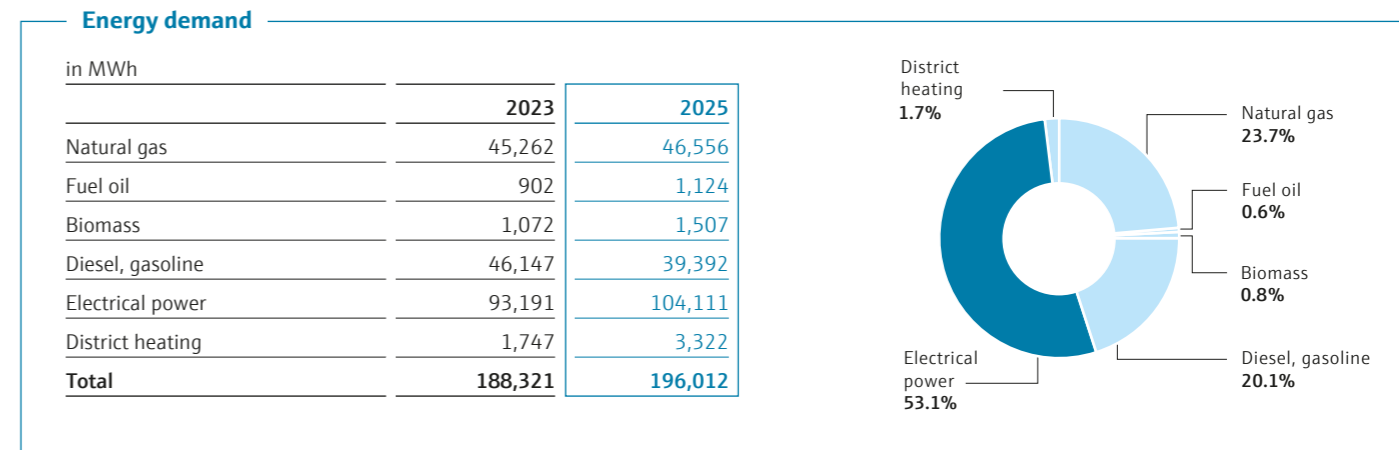 Energy demand
in MWh
2023 2025
Natural gas 45,262 46,556
Fuel oil 902 1,124
Biomass 1,072 1,507
Diesel, gasoline 46,147 39,392
Electrical power 93,191 104,111
District heating 1,747 3,322
Total 188,321 196,012
District
heating
1.7%
Natural gas
23.7%
Fuel oil
0.6%
Biomass
0.8%
Diesel, gasoline
20.1%
Electrical
power
53.1%